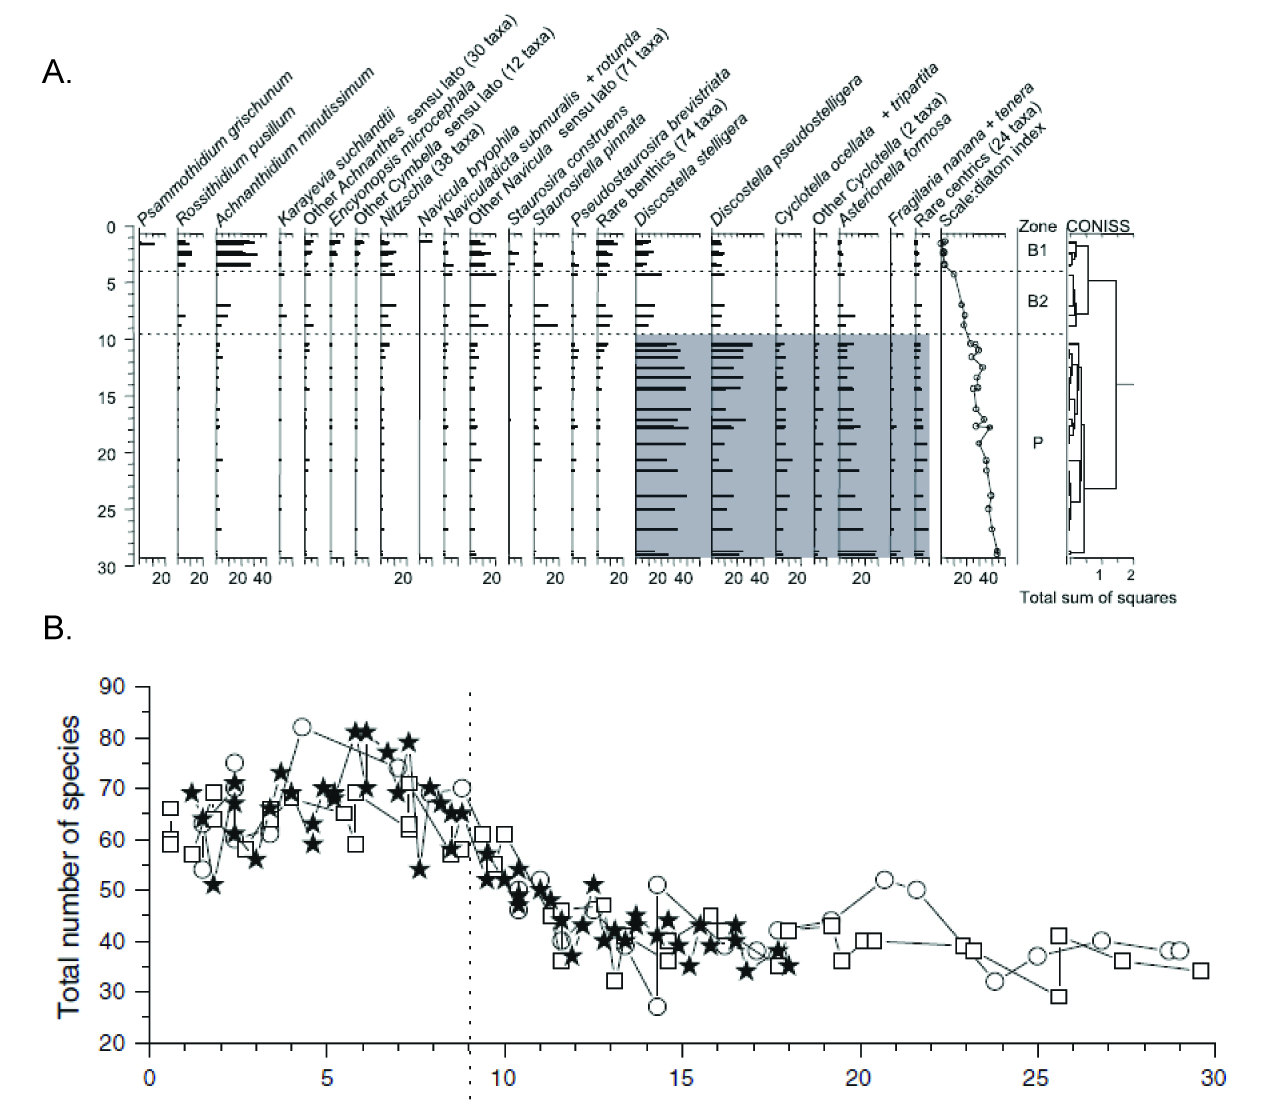 A.
Psammothidium grischunum
Rossithidium pusillum
Achnanthidium minutissimum
Karayevia suchlandtii
Other Achnanthes sensu lato (30 taxa)
Encyonopsis microcephala
Other Cymbella sensu lato (12 taxa)
Nitzschia (38 taxa)
Navicula bryophila
Naviculadicta submuralis + rotunda
Other Navicula sensu lato (71 taxa)
Staurosira construens
Staurosirella pinnata
Pseudostaurosira brevistriata
Rare benthics (74 taxa)
Discostella stelligera
Discostella pseudostelligera
Cyclotella ocellata + tripartita
Other Cyclotella (2 taxa)
Asterionella formosa
Fragilaria nanana + tenera
Rare centrics (24 taxa)
Scale:diatom index
Zone CONISS
0
5
10
15
20
25
30
B1
B2
P
20 20 20 40 20 20 20 20 20 20 20 40 20 40 20 20 20 40 1 2
Total sum of squares
B.
Total number of species
90
80
70
60
50
40
30
20
0 5 10 15 20 25 30